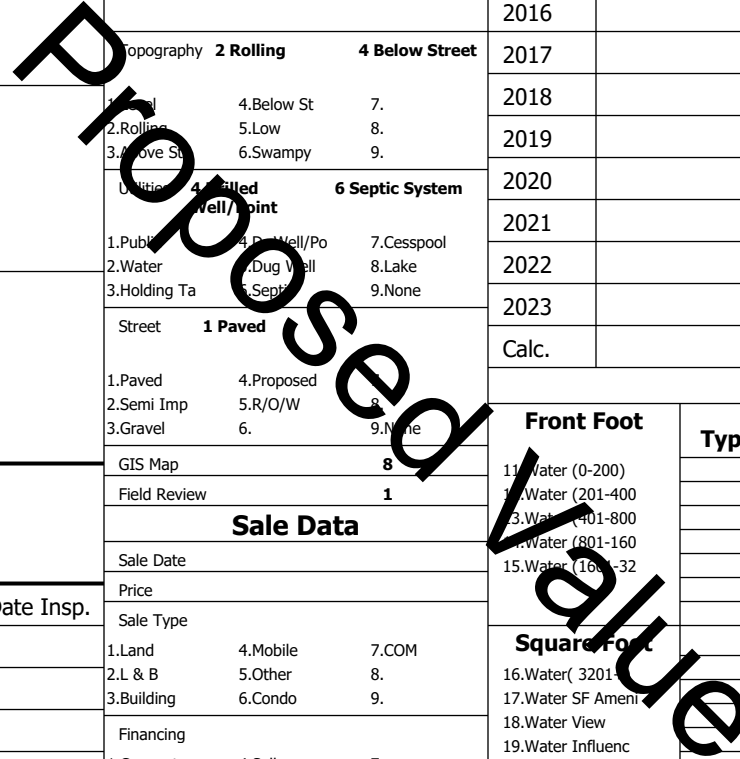 Topography 2 Rolling 4 Below Street
4.Below St 7.
2.Rolling 5.Low 8.
3.Above St 6.Swampy 9.
Utilities 4 Drilled Well/Point 6 Septic System
1.Public 4.Dr Well/Po 7.Cesspool
2.Water Dug Well 8.Lake
3.Holding Ta 6.Septic 9.None
Street 1 Paved
1.Paved 4.Proposed
2.Semi Imp 5.R/O/W 8.
3.Gravel 6. 9.None
GIS Map 8
Field Review 1
Sale Data
Sale Date
Price
Sale Type
1.Land 4.Mobile 7.COM
2.L & B 5.Other 8.
3.Building 6.Condo 9.
Financing
Date Insp.
2016
2017
2018
2019
2020
2021
2022
2023
Calc.
Front Foot
11.Water (0-200)
12.Water (201-400
13.Water (401-800
14.Water (801-160
15.Water (1601-32
Square Foot
16.Water( 3201-
17.Water SF Ameni
18.Water View
19.Water Influenc
Typ
Proposed Value